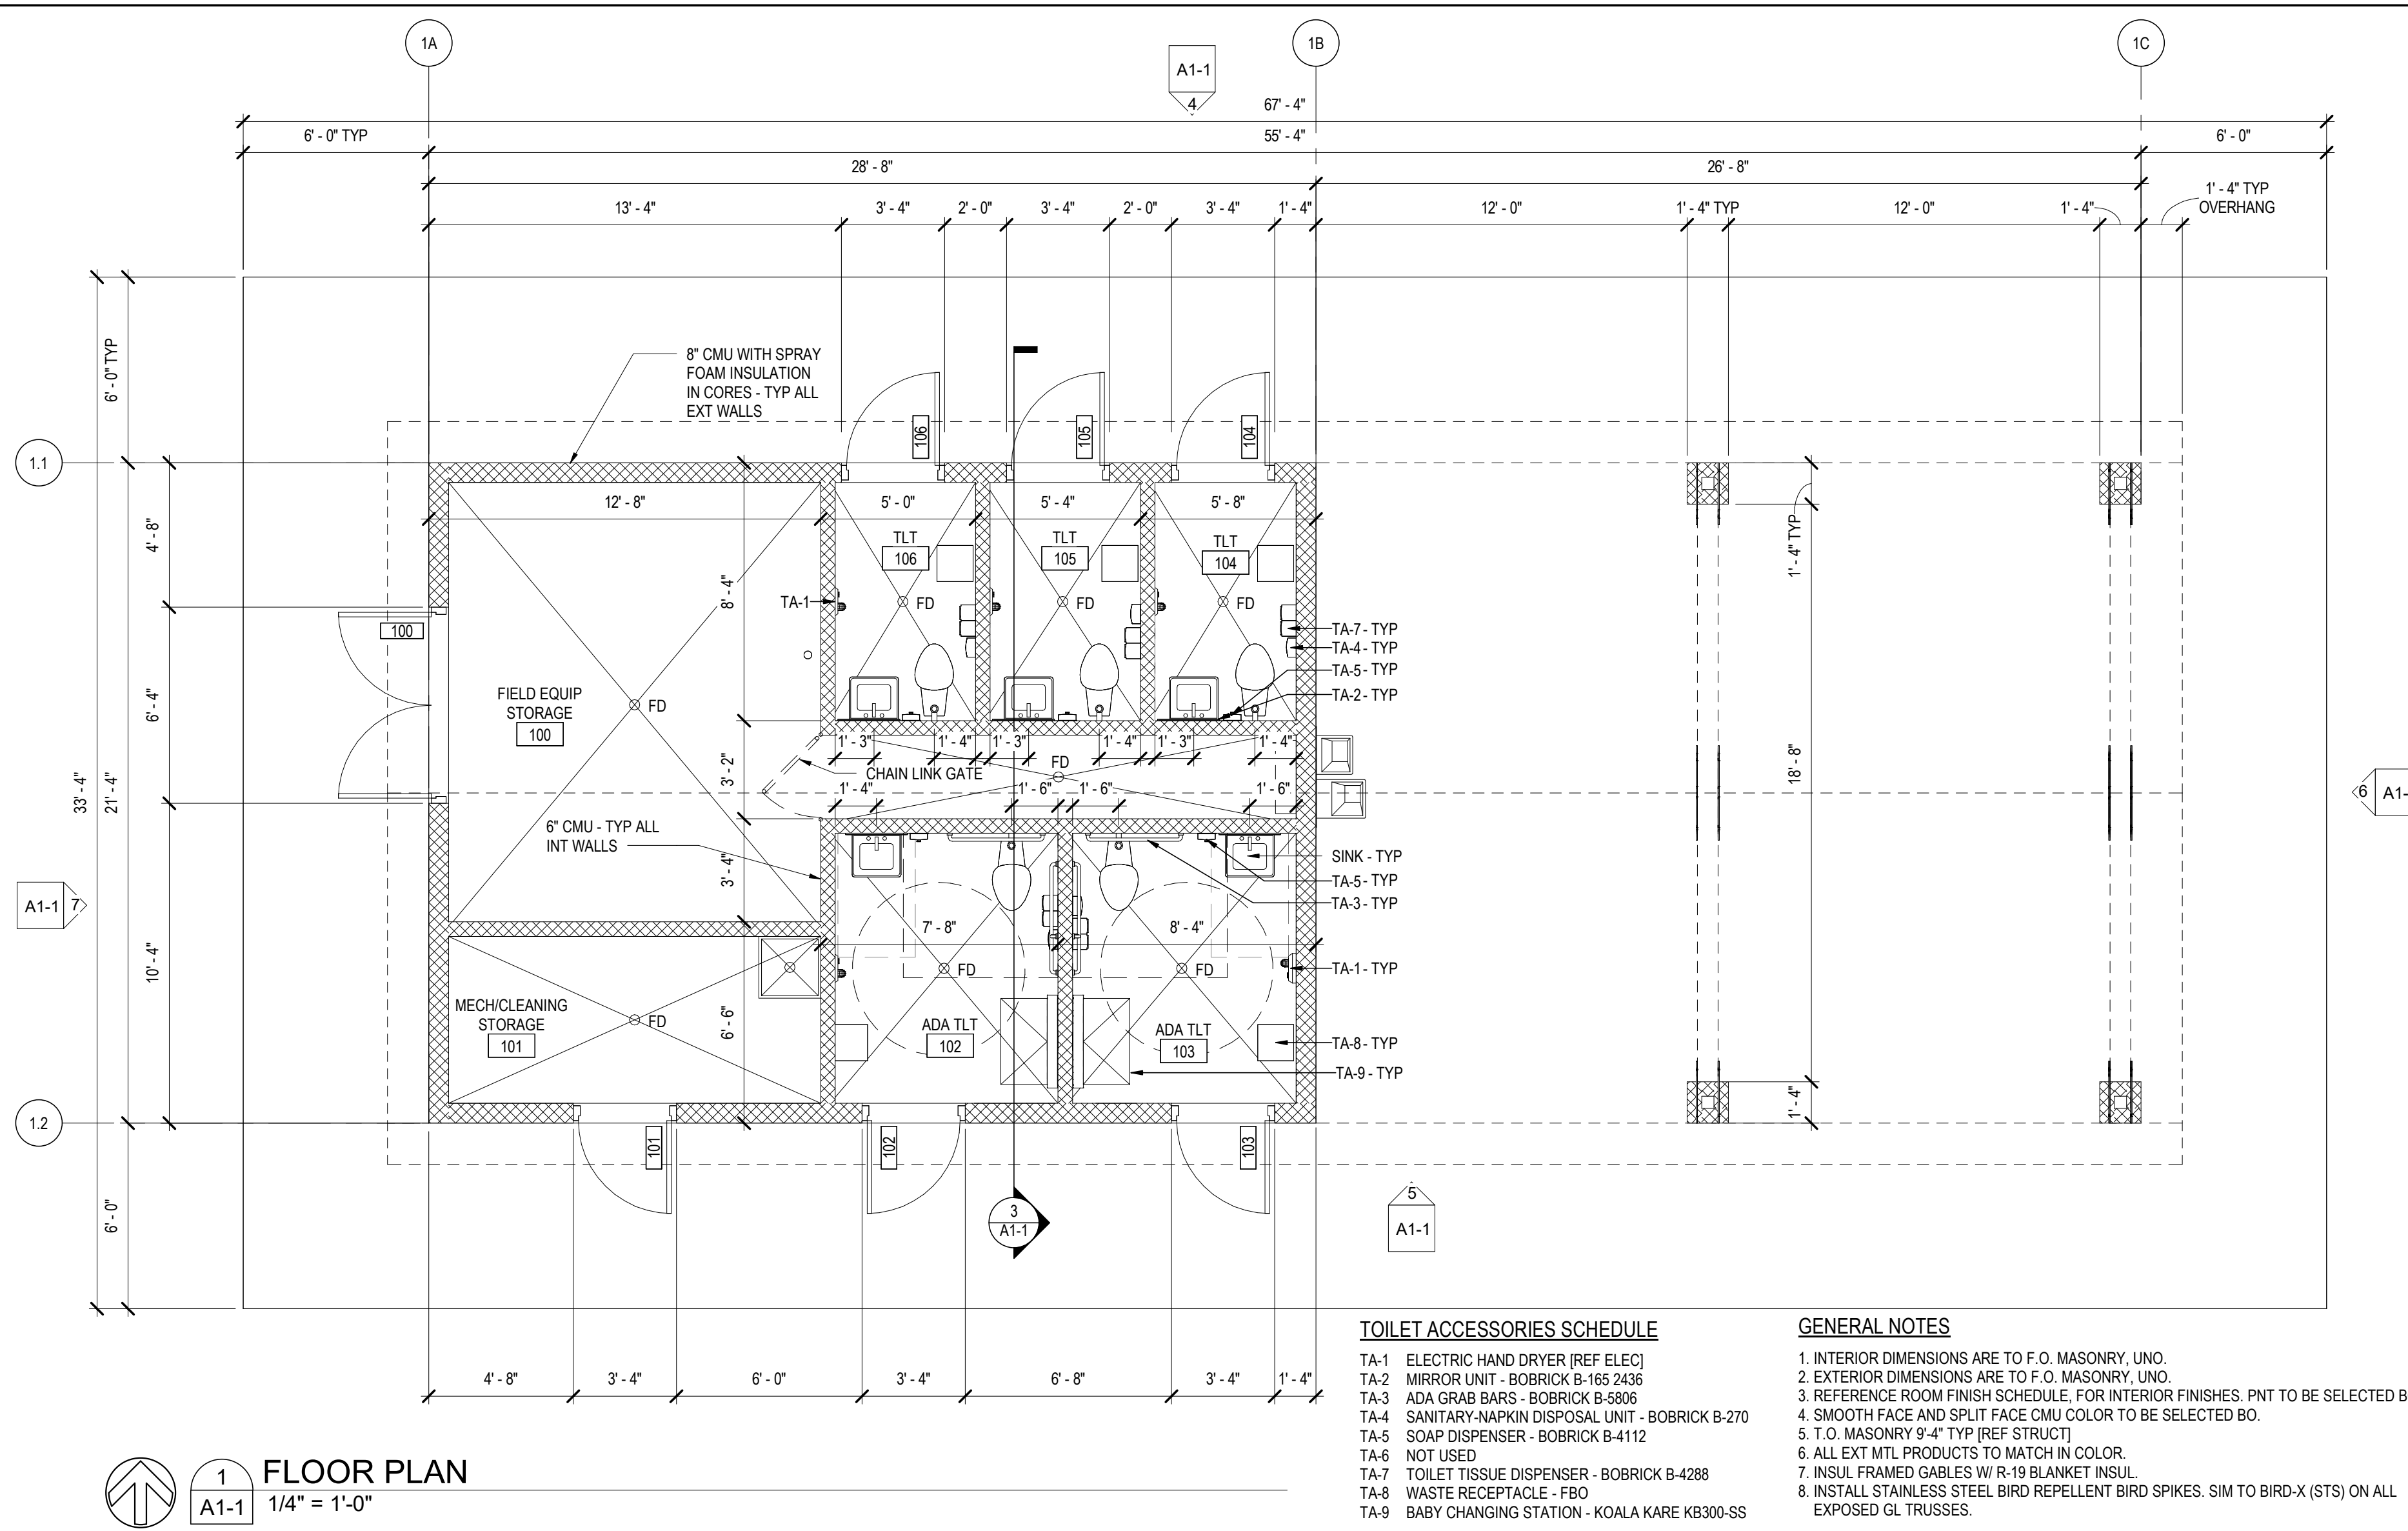 1A
1B
1C
A1-1
4
67' - 4"
6' - 0" TYP
55' - 4"
6' - 0"
28' - 8"
26' - 8"
13' - 4"
3' - 4"
2' - 0"
3' - 4"
2' - 0"
3' - 4"
1' - 4"
12' - 0"
1' - 4" TYP
12' - 0"
1' - 4"
1' - 4" TYP
OVERHANG
6' - 0" TYP
8" CMU WITH SPRAY
FOAM INSULATION
IN CORES - TYP ALL
EXT WALLS
106
105
104
1.1
4' - 8"
12' - 8"
5' - 0"
5' - 4"
5' - 8"
1' - 4" TYP
TLT
106
TLT
105
TLT
104
8' - 4"
TA-1
FD
FD
FD
100
TA-7 - TYP
TA-4 - TYP
TA-5 - TYP
TA-2 - TYP
6' - 4"
FIELD EQUIP
STORAGE
100
FD
1' - 3"
1' - 4"
1' - 3"
1' - 4"
1' - 3"
1' - 4"
3' - 2"
CHAIN LINK GATE
FD
18' - 8"
33' - 4"
21' - 4"
1' - 4"
1' - 6"
1' - 6"
1' - 6"
6
A1-
6" CMU - TYP ALL
INT WALLS
SINK - TYP
TA-5 - TYP
TA-3 - TYP
3' - 4"
A1-1
7
7' - 8"
8' - 4"
10' - 4"
FD
FD
TA-1 - TYP
MECH/CLEANING
STORAGE
101
FD
6' - 6"
ADA TLT
102
ADA TLT
103
TA-8 - TYP
TA-9 - TYP
1' - 4"
1.2
101
102
103
6' - 0"
3
A1-1
5
A1-1
4' - 8"
3' - 4"
6' - 0"
3' - 4"
6' - 8"
3' - 4"
1' - 4"
TOILET ACCESSORIES SCHEDULE
TA-1 ELECTRIC HAND DRYER [REF ELEC]
TA-2 MIRROR UNIT - BOBRICK B-165 2436
TA-3 ADA GRAB BARS - BOBRICK B-5806
TA-4 SANITARY-NAPKIN DISPOSAL UNIT - BOBRICK B-270
TA-5 SOAP DISPENSER - BOBRICK B-4112
TA-6 NOT USED
TA-7 TOILET TISSUE DISPENSER - BOBRICK B-4288
TA-8 WASTE RECEPTACLE - FBO
TA-9 BABY CHANGING STATION - KOALA KARE KB300-SS
GENERAL NOTES
1. INTERIOR DIMENSIONS ARE TO F.O. MASONRY, UNO.
2. EXTERIOR DIMENSIONS ARE TO F.O. MASONRY, UNO.
3. REFERENCE ROOM FINISH SCHEDULE, FOR INTERIOR FINISHES. PNT TO BE SELECTED B
4. SMOOTH FACE AND SPLIT FACE CMU COLOR TO BE SELECTED BO.
5. T.O. MASONRY 9'-4" TYP [REF STRUCT]
6. ALL EXT MTL PRODUCTS TO MATCH IN COLOR.
7. INSUL FRAMED GABLES W/ R-19 BLANKET INSUL.
8. INSTALL STAINLESS STEEL BIRD REPELLENT BIRD SPIKES. SIM TO BIRD-X (STS) ON ALL
EXPOSED GL TRUSSES.
1
A1-1
FLOOR PLAN
1/4" = 1'-0"